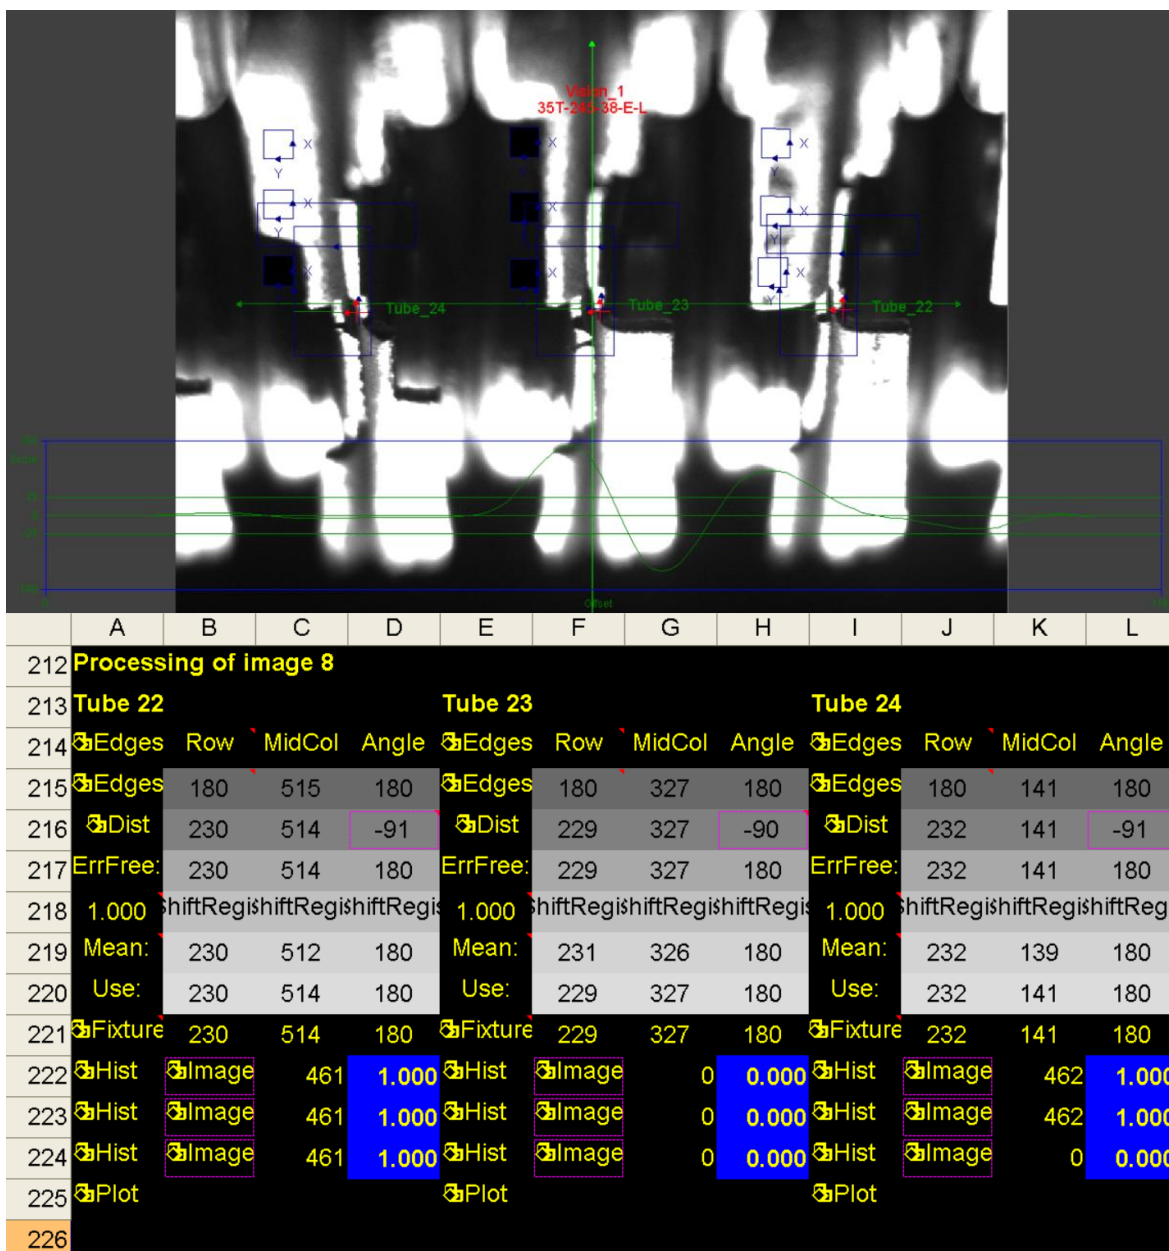 Vision_1
35T-245-38-E-L
X
X
X
Y
Y
Y
X
X
X
X
X
X
Y
Y
Y
Tube_24
Tube_23
Tube_22
Offset
A B C D E F G H I J K L
212 Processing of image 8
213 Tube 22 Tube 23 Tube 24
214 Edges Row MidCol Angle Edges Row MidCol Angle Edges Row MidCol Angle
215 Edges 180 515 180 Edges 180 327 180 Edges 180 141 180
216 Dist 230 514 -91 Dist 229 327 -90 Dist 232 141 -91
217 ErrFree: 230 514 180 ErrFree: 229 327 180 ErrFree: 232 141 180
218 1.000 ShiftRegiShiftRegiShiftRegis 1.000 ShiftRegiShiftRegiShiftRegis 1.000 ShiftRegiShiftRegiShiftReg
219 Mean: 230 512 180 Mean: 231 326 180 Mean: 232 139 180
220 Use: 230 514 180 Use: 229 327 180 Use: 232 141 180
221 Fixture 230 514 180 Fixture 229 327 180 Fixture 232 141 180
222 Hist Image 461 1.000 Hist Image 0 0.000 Hist Image 462 1.000
223 Hist Image 461 1.000 Hist Image 0 0.000 Hist Image 462 1.000
224 Hist Image 461 1.000 Hist Image 0 0.000 Hist Image 0 0.000
225 Plot Plot Plot
226